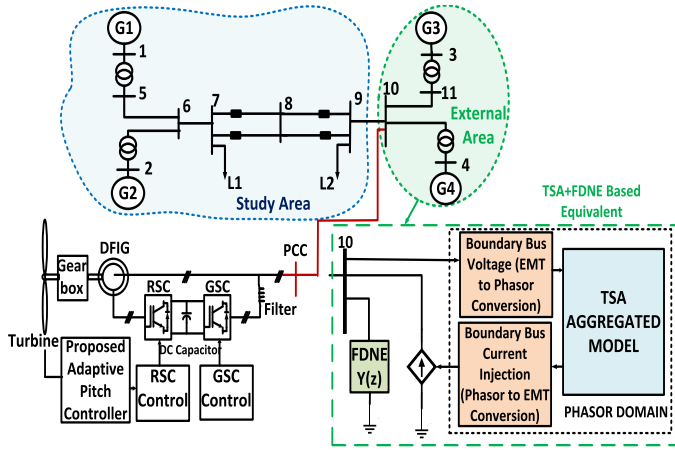 G1
1
5
G2
2
6
7
8
9
L1
L2
Study Area
G3
3
10
11
External
Area
4
G4
TSA+FDNE Based
Equivalent
DFIG
Gear
box
Turbine
RSC
GSC
DC Capacitor
Filter
PCC
Proposed
Adaptive
Pitch
Controller
RSC
Control
GSC
Control
10
FDNE
Y(z)
Boundary Bus
Voltage (EMT
to Phasor
Conversion)
Boundary Bus
Current
Injection
(Phasor to EMT
Conversion)
TSA
AGGREGATED
MODEL
PHASOR DOMAIN